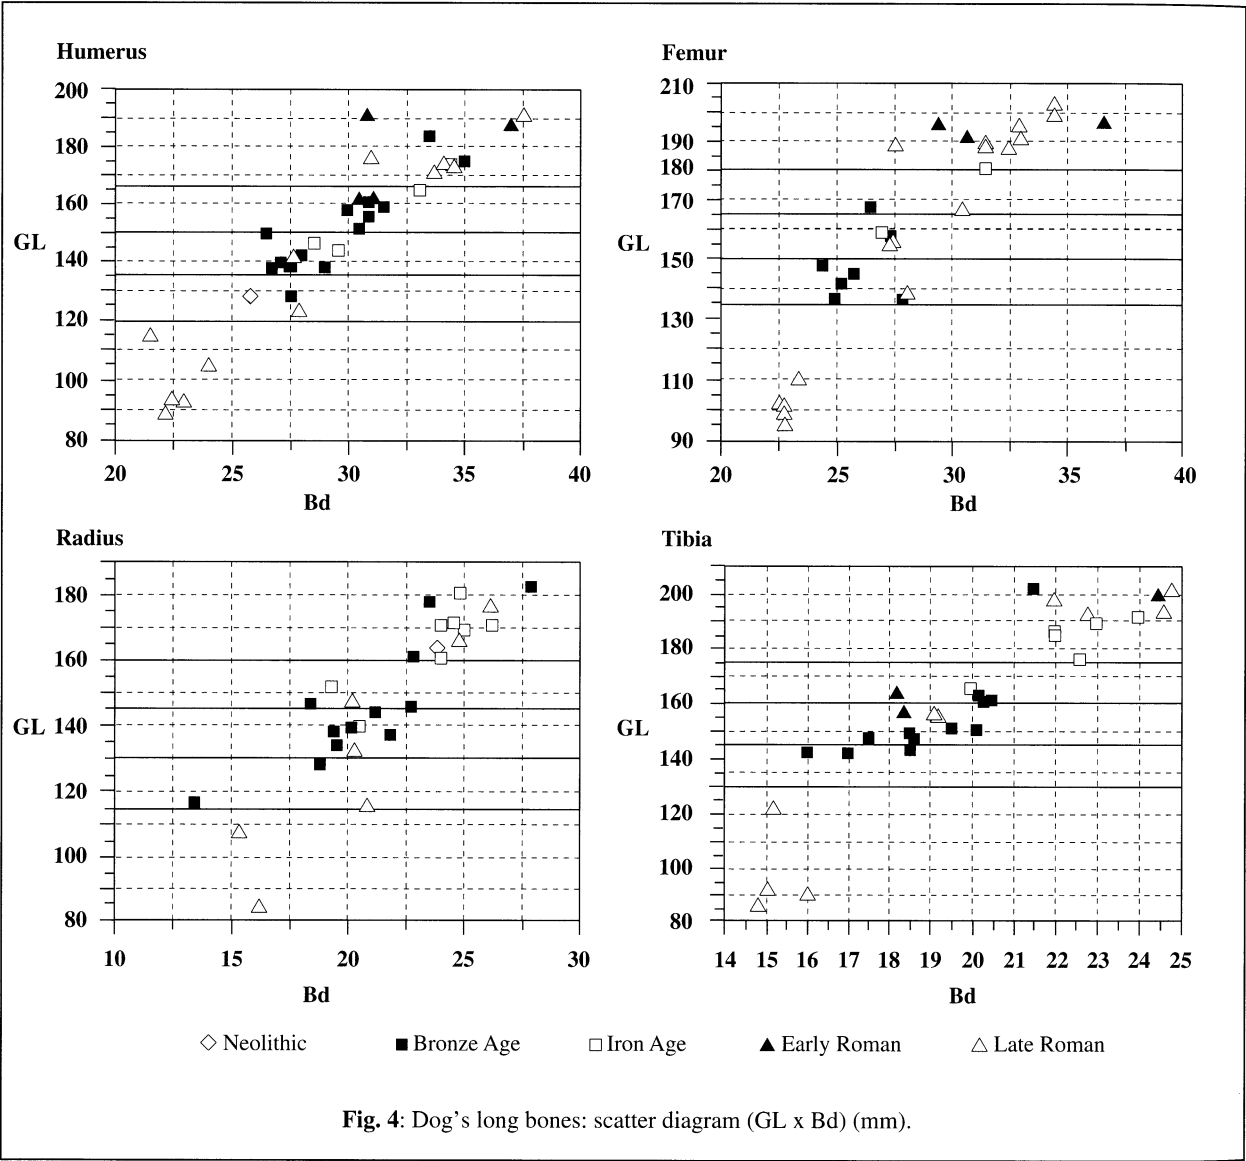 Humerus
200
180
160
GL
140
120
100
80
20 25 30 35 40
Bd
Femur
210
190
180
170
GL
150
130
110
90
20 25 30 35 40
Bd
Radius
180
160
GL
140
120
100
80
10 15 20 25 30
Bd
Tibia
200
180
160
GL
140
120
100
80
14 15 16 17 18 19 20 21 22 23 24 25
Bd
Neolithic Bronze Age Iron Age Early Roman Late Roman
Fig. 4: Dog's long bones: scatter diagram (GL x Bd) (mm).